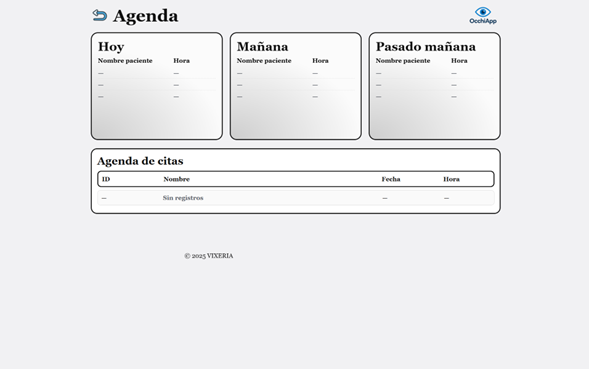 Agenda
OcchiApp
Hoy
Nombre paciente Hora
— —
— —
— —
Mañana
Nombre paciente Hora
— —
— —
— —
Pasado mañana
Nombre paciente Hora
— —
— —
— —
Agenda de citas
ID Nombre Fecha Hora
— Sin registros — —
© 2025 VIXERIA